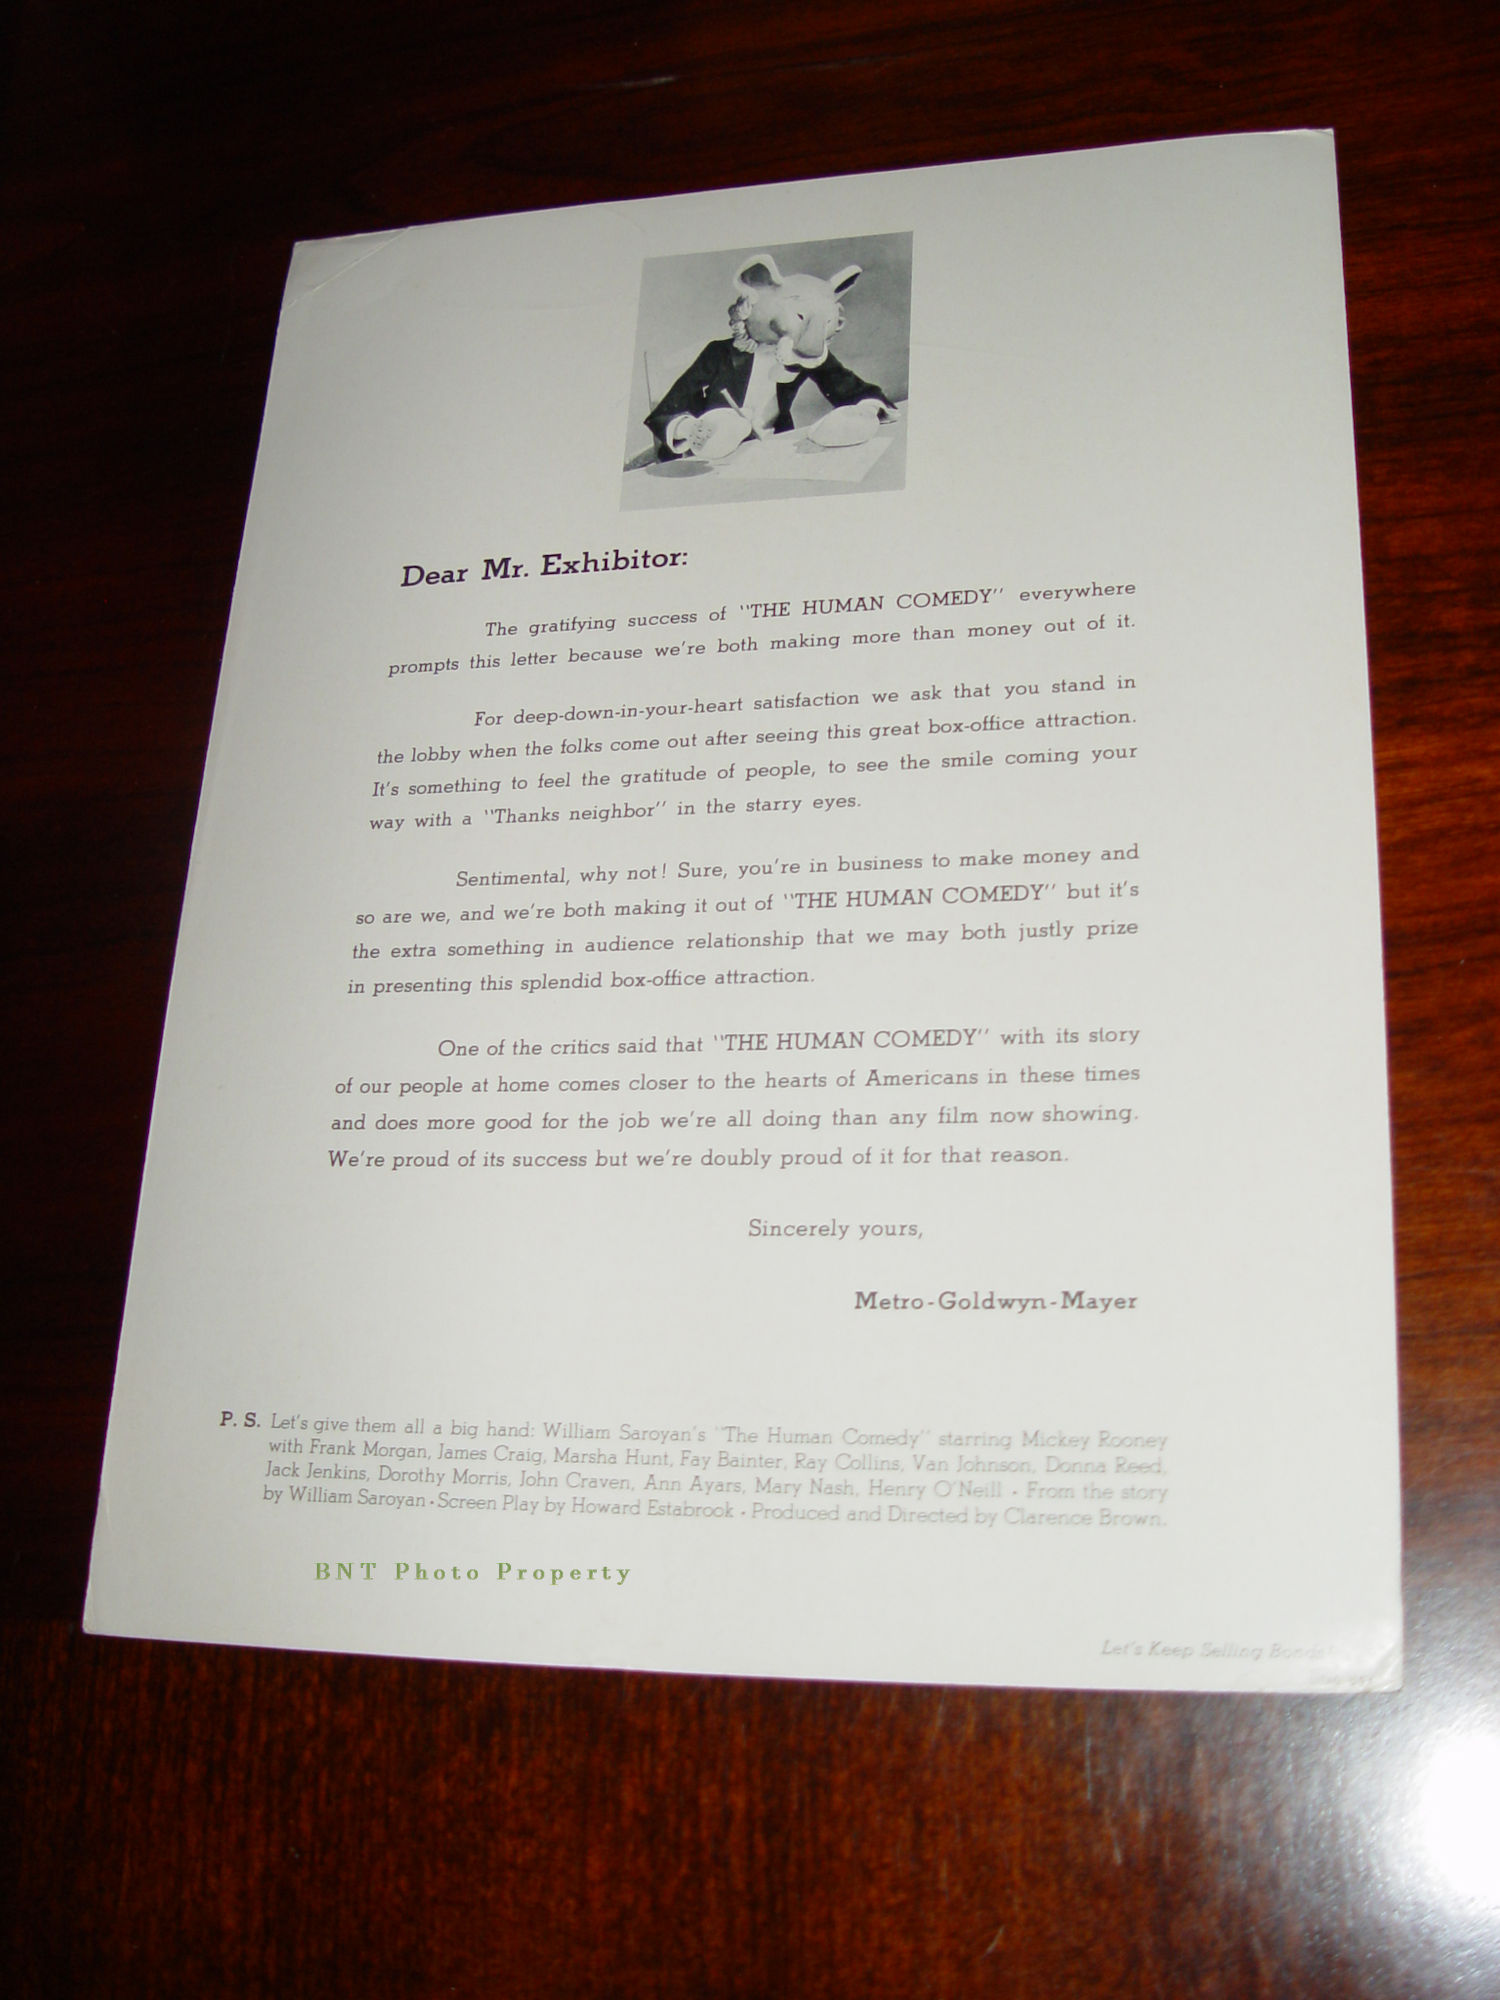 Dear Mr. Exhibitor:
The gratifying success of "THE HUMAN COMEDY" everywhere
prompts this letter because we're both making more than money out of it.
For deep-down-in-your-heart satisfaction we ask that you stand in
the lobby when the folks come out after seeing this great box-office attraction.
It's something to feel the gratitude of people, to see the smile coming your
way with a "Thanks neighbor" in the starry eyes.
Sentimental, why not! Sure, you're in business to make money and
so are we, and we're both making it out of "THE HUMAN COMEDY" but it's
the extra something in audience relationship that we may both justly prize
in presenting this splendid box-office attraction.
One of the critics said that "THE HUMAN COMEDY" with its story
of our people at home comes closer to the hearts of Americans in these times
and does more good for the job we're all doing than any film now showing.
We're proud of its success but we're doubly proud of it for that reason.
Sincerely yours,
Metro-Goldwyn-Mayer
P. S. Let's give them all a big hand: William Saroyan's "The Human Comedy" starring Mickey Rooney
with Frank Morgan, James Craig, Marsha Hunt, Fay Bainter, Ray Collins, Van Johnson, Donna Reed,
Jack Jenkins, Dorothy Morris, John Craven, Ann Ayars, Mary Nash, Henry O'Neill • From the story
by William Saroyan • Screen Play by Howard Estabrook • Produced and Directed by Clarence Brown.
BNT Photo Property
Let's Keep Selling Bonds!